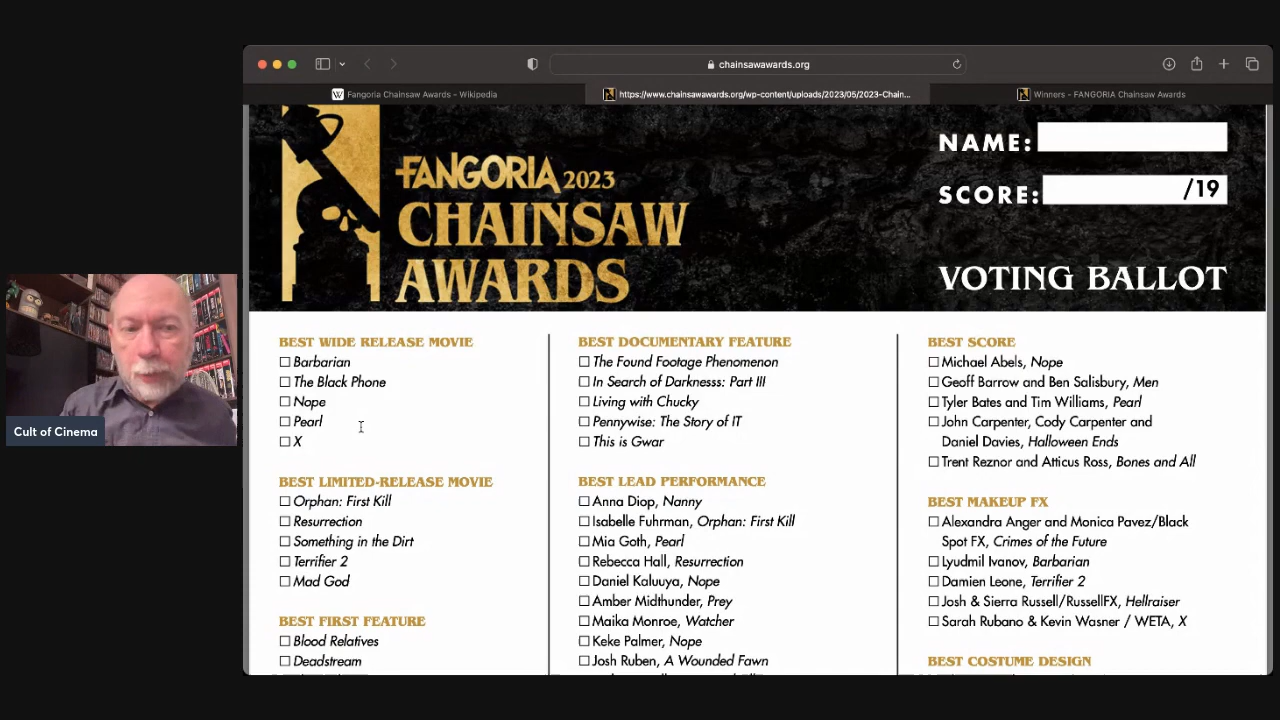 chainsawawards.org
Fangoria Chainsaw Awards – Wikipedia
https://www.chainsawawards.org/wp-content/uploads/2023/05/2023-Chain...
Winners – FANGORIA Chainsaw Awards
FANGORIA 2023
CHAINSAW
AWARDS
NAME:
SCORE: /19
VOTING BALLOT
BEST WIDE RELEASE MOVIE
Barbarian
The Black Phone
Nope
Pearl
X
BEST LIMITED-RELEASE MOVIE
Orphan: First Kill
Resurrection
Something in the Dirt
Terrifier 2
Mad God
BEST FIRST FEATURE
Blood Relatives
Deadstream
BEST DOCUMENTARY FEATURE
The Found Footage Phenomenon
In Search of Darknesss: Part III
Living with Chucky
Pennywise: The Story of IT
This is Gwar
BEST LEAD PERFORMANCE
Anna Diop, Nanny
Isabelle Fuhrman, Orphan: First Kill
Mia Goth, Pearl
Rebecca Hall, Resurrection
Daniel Kaluuya, Nope
Amber Midthunder, Prey
Maika Monroe, Watcher
Keke Palmer, Nope
Josh Ruben, A Wounded Fawn
BEST SCORE
Michael Abels, Nope
Geoff Barrow and Ben Salisbury, Men
Tyler Bates and Tim Williams, Pearl
John Carpenter, Cody Carpenter and
Daniel Davies, Halloween Ends
Trent Reznor and Atticus Ross, Bones and All
BEST MAKEUP FX
Alexandra Anger and Monica Pavez/Black
Spot FX, Crimes of the Future
Lyudmil Ivanov, Barbarian
Damien Leone, Terrifier 2
Josh & Sierra Russell/RussellFX, Hellraiser
Sarah Rubano & Kevin Wasner / WETA, X
BEST COSTUME DESIGN
Cult of Cinema